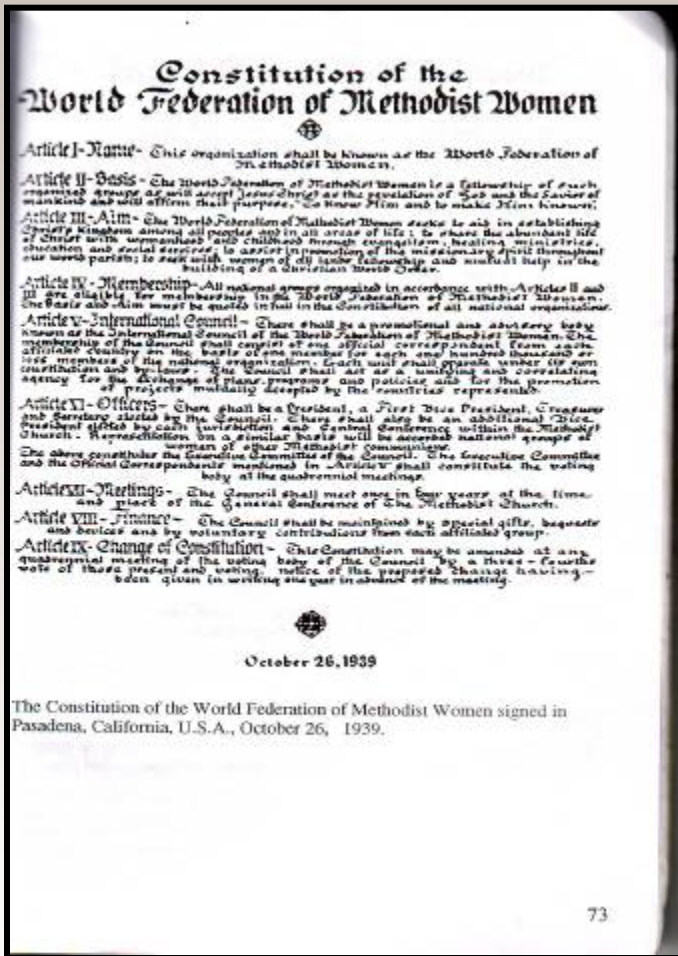 Constitution of the
World Federation of Methodist Women
Article I-Name- This organization shall be known as the World Federation of
Methodist Women.
Article II-Basis- The World Federation of Methodist Women is a fellowship of such
organized groups as will accept Jesus Christ as the revelation of God and the Savior of
mankind and will affirm their purpose, "To Know Him and to make Him known."
Article III-Aim- The World Federation of Methodist Women seeks to aid in establishing
Christ's Kingdom among all peoples and in all areas of life; to share the abundant life
of Christ with womanhood and childhood through evangelism, healing ministries,
education and social services; to assist in promotion of the missionary spirit throughout
our world parish; to seek with women of all lands fellowship and mutual help in the
building of a Christian World Order.
Article IV-Membership- All national groups organized in accordance with Articles II and
III are eligible for membership in the World Federation of Methodist Women.
The Basis and Aim must be quoted in full in the Constitution of all national organizations.
Article V-International Council- There shall be a promotional and advisory body
known as the International Council of the World Federation of Methodist Women. The
membership of the Council shall consist of one official correspondent from each
affiliated country on the basis of one member for each one hundred thousand or
less members of the national organization. Each unit shall operate under its own
constitution and by-laws. The Council shall act as a unifying and correlating
agency for the exchange of plans, programs and policies and for the promotion
of projects mutually accepted by the countries represented.
Article VI-Officers- There shall be a President, a First Vice President, Treasurer
and Secretary elected by the Council. There shall also be an additional Vice
President elected by each Jurisdiction and Central Conference within the Methodist
Church. Representation on a similar basis will be accorded national groups of
women of other Methodist communions.
The above constitutes the Executive Committee of the Council. The Executive Committee
and the Official Correspondents mentioned in Article V shall constitute the voting
body at the quadrennial meetings.
Article VII-Meetings- The Council shall meet once in four years at the time
and place of the General Conference of The Methodist Church.
Article VIII-Finance- The Council shall be maintained by special gifts, bequests
and devices and by voluntary contributions from each affiliated group.
Article IX-Change of Constitution- This Constitution may be amended at any
quadrennial meeting of the voting body of the Council by a three-fourths
vote of those present and voting, notice of the proposed change having
been given in writing one year in advance of the meeting.
October 26, 1939
The Constitution of the World Federation of Methodist Women signed in
Pasadena, California, U.S.A., October 26, 1939.
73